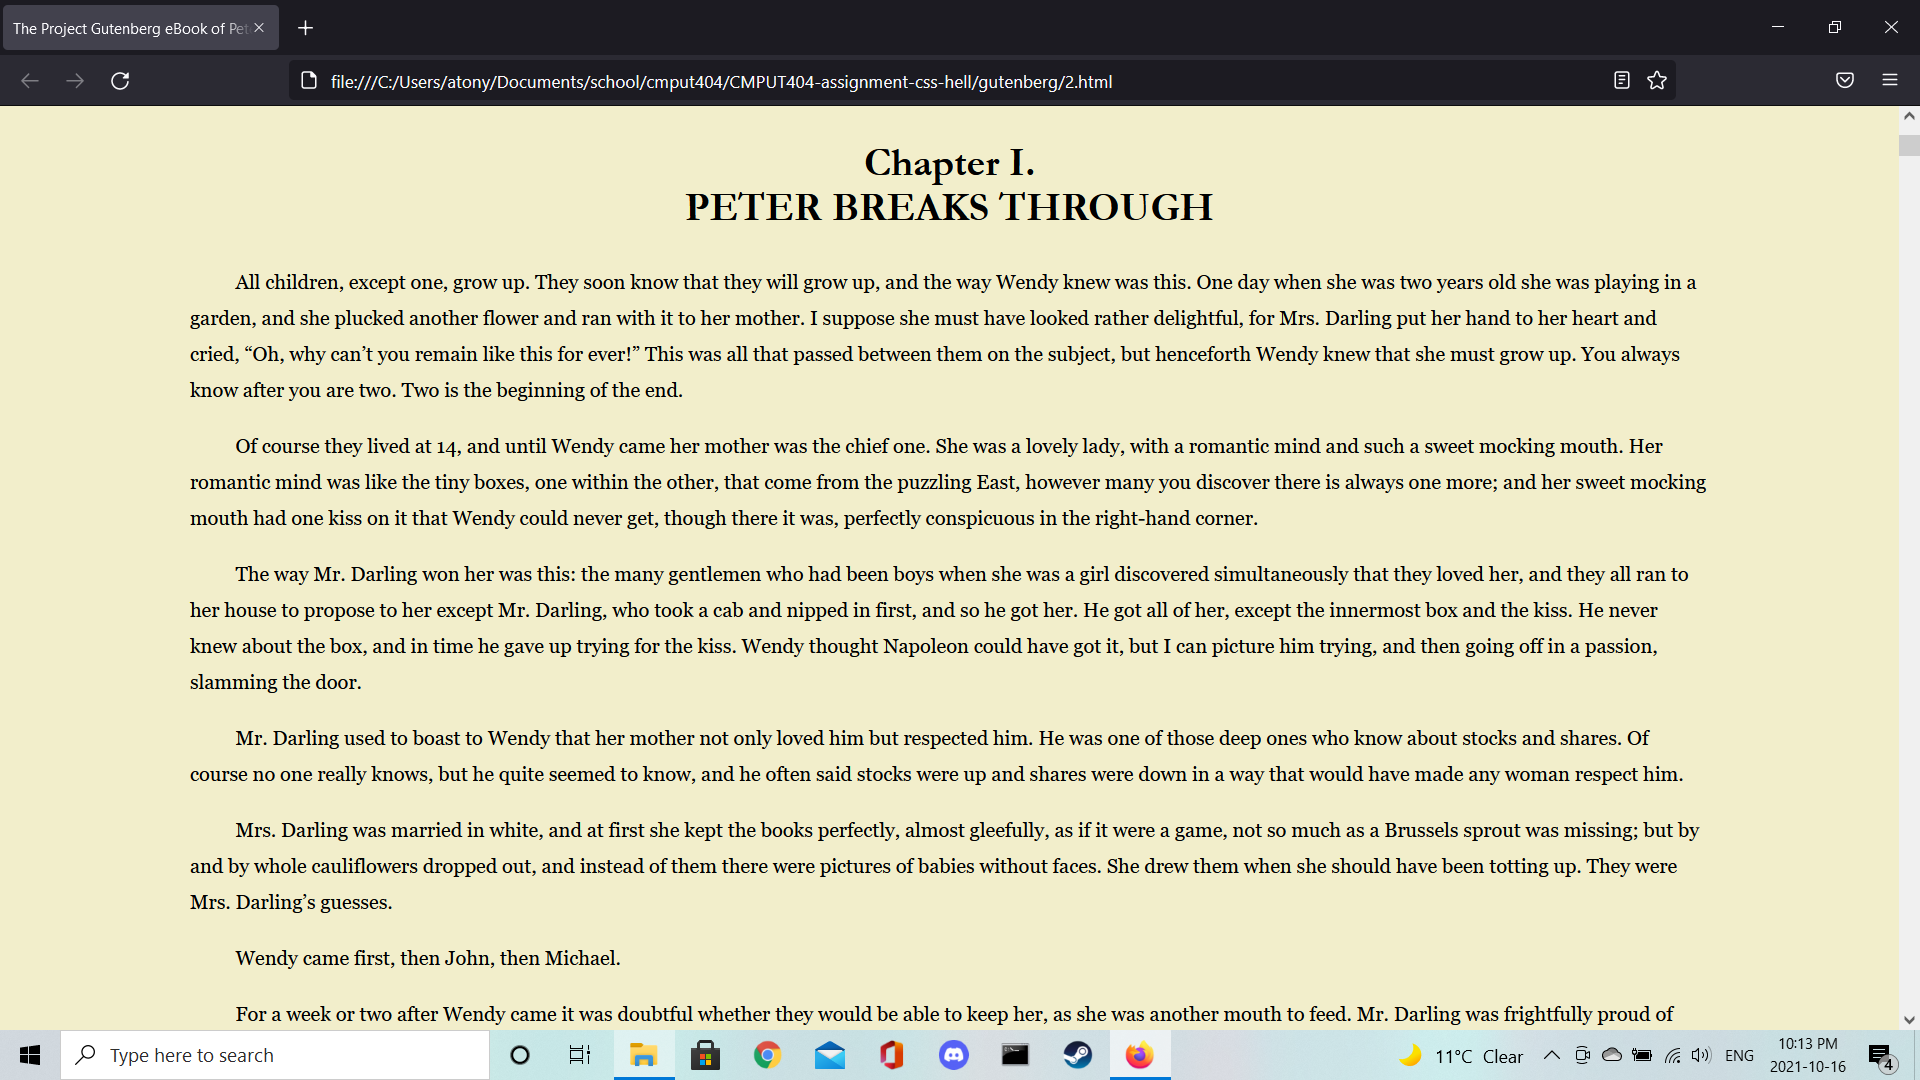 The Project Gutenberg eBook of Pet
file:///C:/Users/atony/Documents/school/cmput404/CMPUT404-assignment-css-hell/gutenberg/2.html
Chapter I.
PETER BREAKS THROUGH
All children, except one, grow up. They soon know that they will grow up, and the way Wendy knew was this. One day when she was two years old she was playing in a
garden, and she plucked another flower and ran with it to her mother. I suppose she must have looked rather delightful, for Mrs. Darling put her hand to her heart and
cried, “Oh, why can’t you remain like this for ever!” This was all that passed between them on the subject, but henceforth Wendy knew that she must grow up. You always
know after you are two. Two is the beginning of the end.
Of course they lived at 14, and until Wendy came her mother was the chief one. She was a lovely lady, with a romantic mind and such a sweet mocking mouth. Her
romantic mind was like the tiny boxes, one within the other, that come from the puzzling East, however many you discover there is always one more; and her sweet mocking
mouth had one kiss on it that Wendy could never get, though there it was, perfectly conspicuous in the right-hand corner.
The way Mr. Darling won her was this: the many gentlemen who had been boys when she was a girl discovered simultaneously that they loved her, and they all ran to
her house to propose to her except Mr. Darling, who took a cab and nipped in first, and so he got her. He got all of her, except the innermost box and the kiss. He never
knew about the box, and in time he gave up trying for the kiss. Wendy thought Napoleon could have got it, but I can picture him trying, and then going off in a passion,
slamming the door.
Mr. Darling used to boast to Wendy that her mother not only loved him but respected him. He was one of those deep ones who know about stocks and shares. Of
course no one really knows, but he quite seemed to know, and he often said stocks were up and shares were down in a way that would have made any woman respect him.
Mrs. Darling was married in white, and at first she kept the books perfectly, almost gleefully, as if it were a game, not so much as a Brussels sprout was missing; but by
and by whole cauliflowers dropped out, and instead of them there were pictures of babies without faces. She drew them when she should have been totting up. They were
Mrs. Darling’s guesses.
Wendy came first, then John, then Michael.
For a week or two after Wendy came it was doubtful whether they would be able to keep her, as she was another mouth to feed. Mr. Darling was frightfully proud of
Type here to search
11°C Clear
ENG
10:13 PM
2021-10-16
4